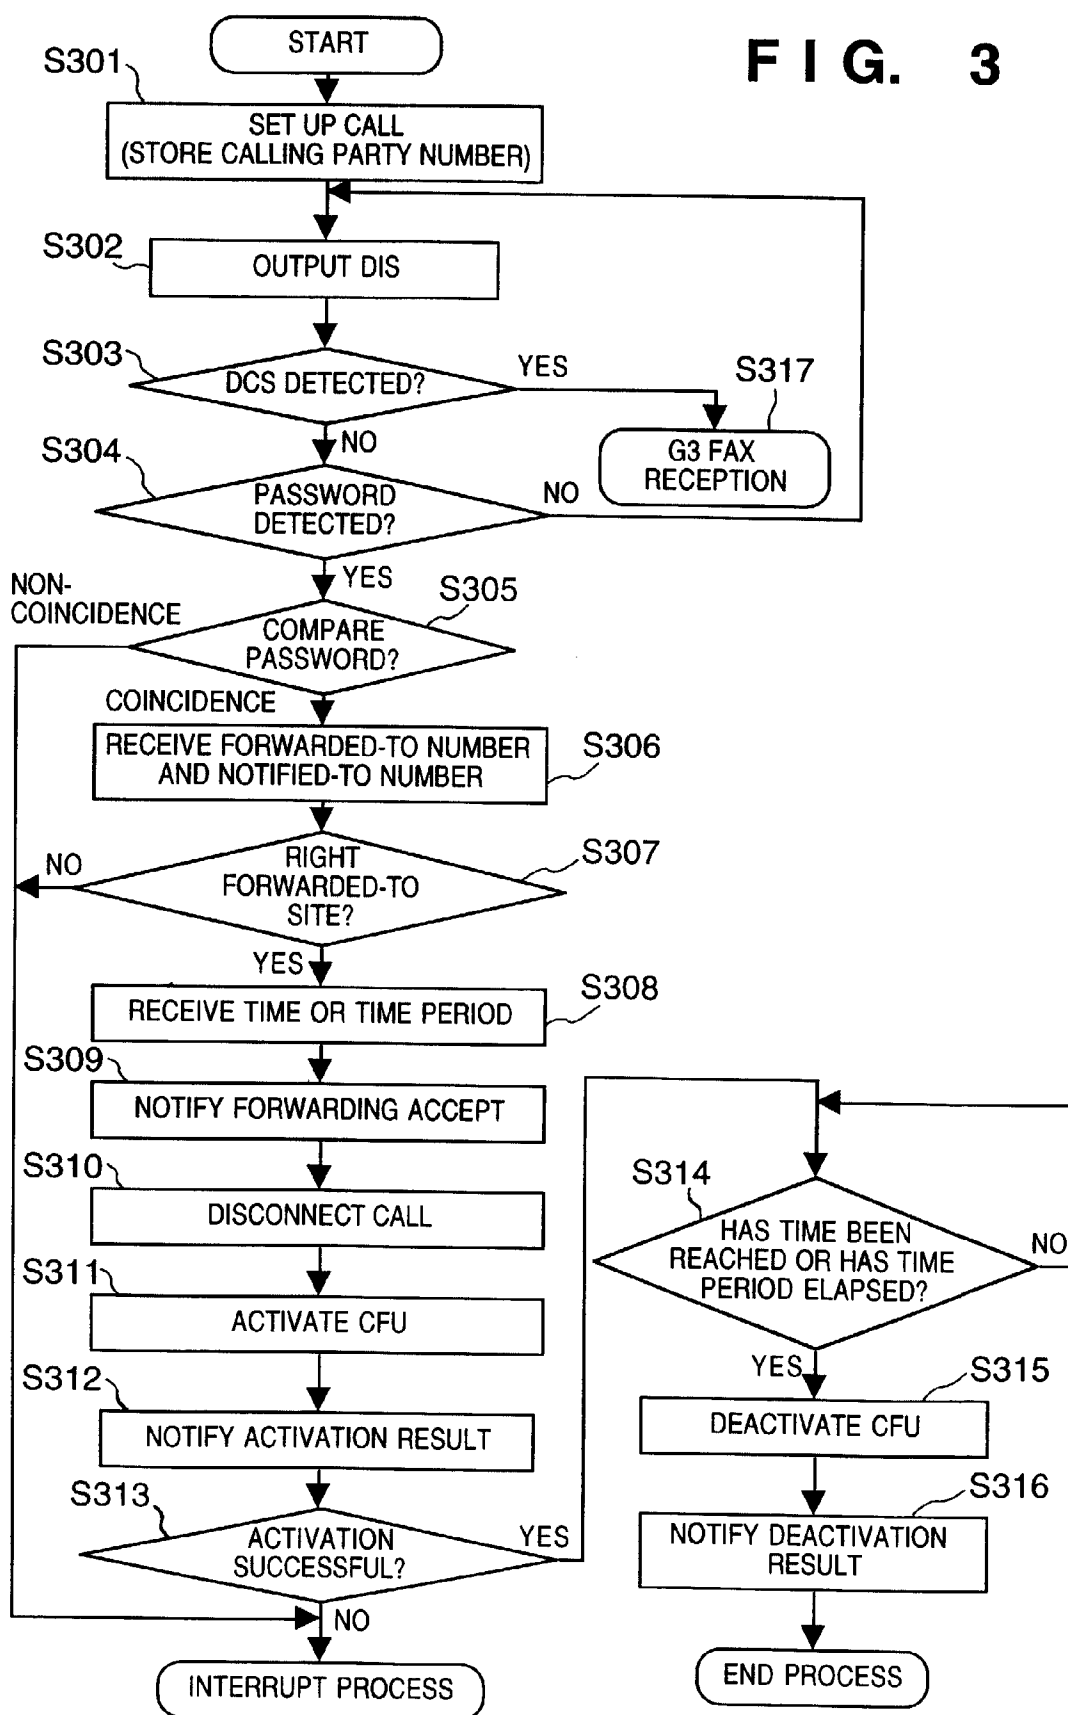 FIG. 3
START
S301
SET UP CALL
(STORE CALLING PARTY NUMBER)
S302
OUTPUT DIS
S303
DCS DETECTED?
YES
S317
G3 FAX
RECEPTION
NO
S304
PASSWORD
DETECTED?
NO
YES
NON-
COINCIDENCE
S305
COMPARE
PASSWORD?
COINCIDENCE
RECEIVE FORWARDED-TO NUMBER
AND NOTIFIED-TO NUMBER
S306
RIGHT
FORWARDED-TO
SITE?
S307
NO
YES
RECEIVE TIME OR TIME PERIOD
S308
S309
NOTIFY FORWARDING ACCEPT
S310
DISCONNECT CALL
S311
ACTIVATE CFU
S312
NOTIFY ACTIVATION RESULT
S313
ACTIVATION
SUCCESSFUL?
YES
NO
INTERRUPT PROCESS
S314
HAS TIME BEEN
REACHED OR HAS TIME
PERIOD ELAPSED?
NO
YES
S315
DEACTIVATE CFU
S316
NOTIFY DEACTIVATION
RESULT
END PROCESS